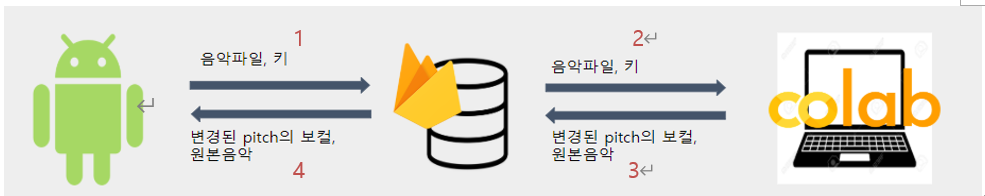 1
음악파일, 키
변경된 pitch의 보컬,
원본음악
4
2
음악파일, 키
변경된 pitch의 보컬,
원본음악
3
colab